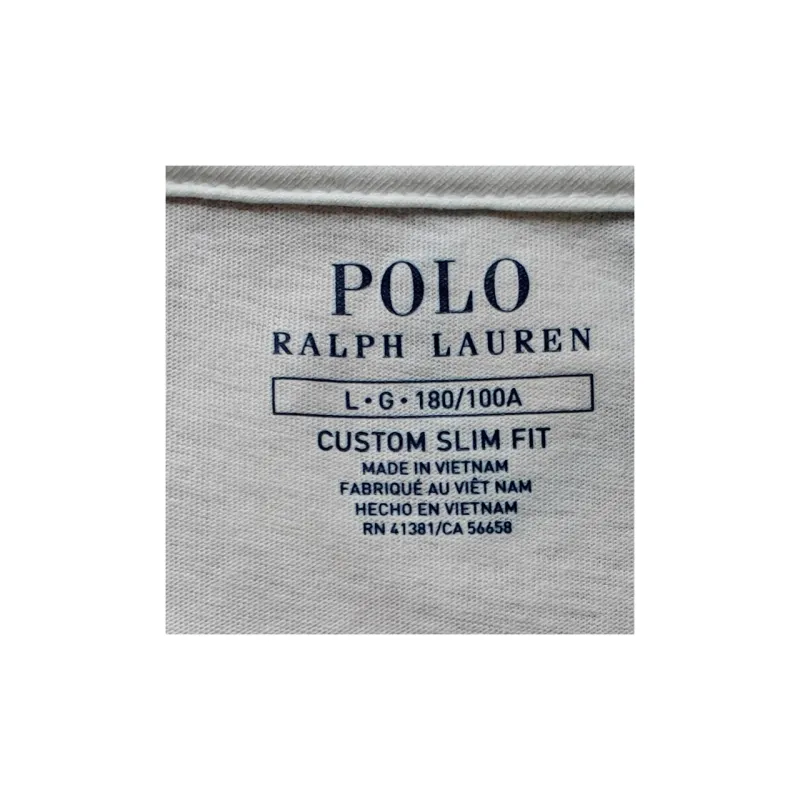 POLO
RALPH LAUREN
L • G • 180/100A
CUSTOM SLIM FIT
MADE IN VIETNAM
FABRIQUÉ AU VIÊT NAM
HECHO EN VIETNAM
RN 41381/CA 56658